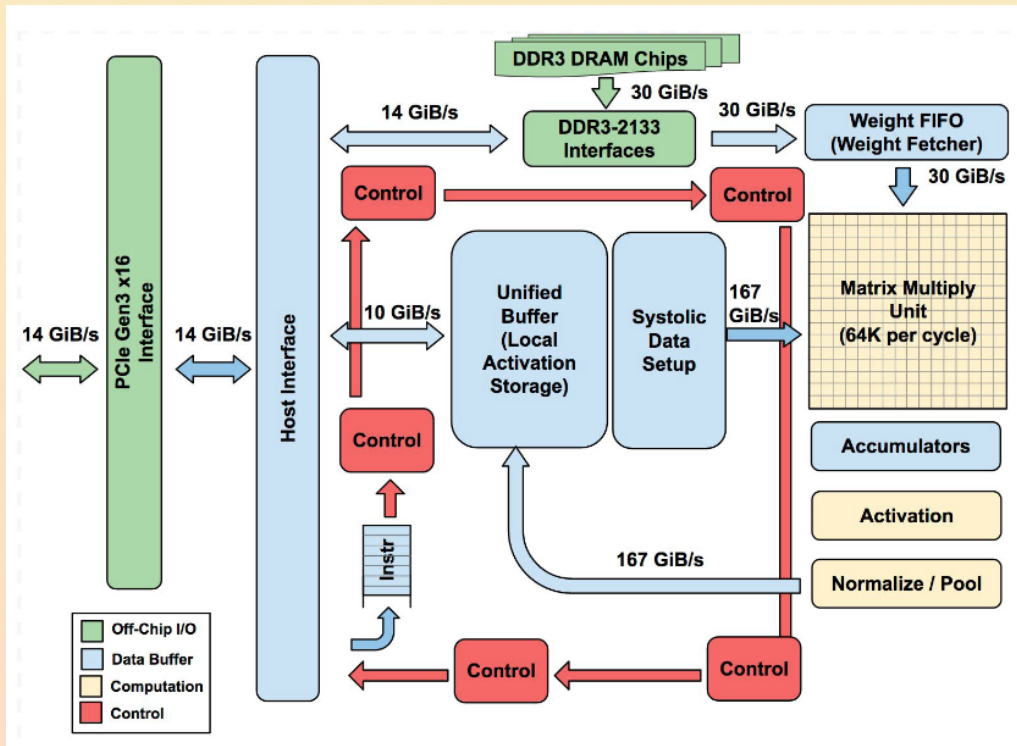 DDR3 DRAM Chips
30 GiB/s
14 GiB/s
30 GiB/s
DDR3-2133
Interfaces
Weight FIFO
(Weight Fetcher)
30 GiB/s
Control
Control
PCIe Gen3 x16
Interface
Host Interface
14 GiB/s
14 GiB/s
10 GiB/s
Unified
Buffer
(Local
Activation
Storage)
Systolic
Data
Setup
167
GiB/s
Matrix Multiply
Unit
(64K per cycle)
Control
Accumulators
Activation
Instr
167 GiB/s
Normalize / Pool
Off-Chip I/O
Data Buffer
Computation
Control
Control
Control